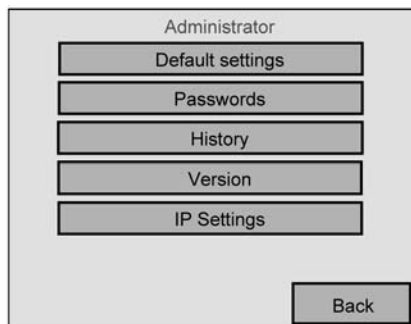 Administrator
Default settings
Passwords
History
Version
IP Settings
Back